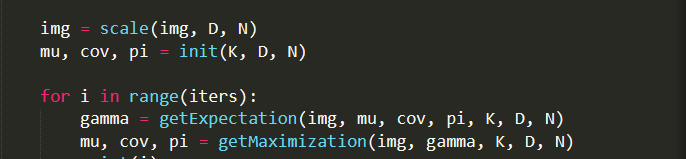 img = scale(img, D, N)
mu, cov, pi = init(K, D, N)
for i in range(iters):
gamma = getExpectation(img, mu, cov, pi, K, D, N)
mu, cov, pi = getMaximization(img, gamma, K, D, N)